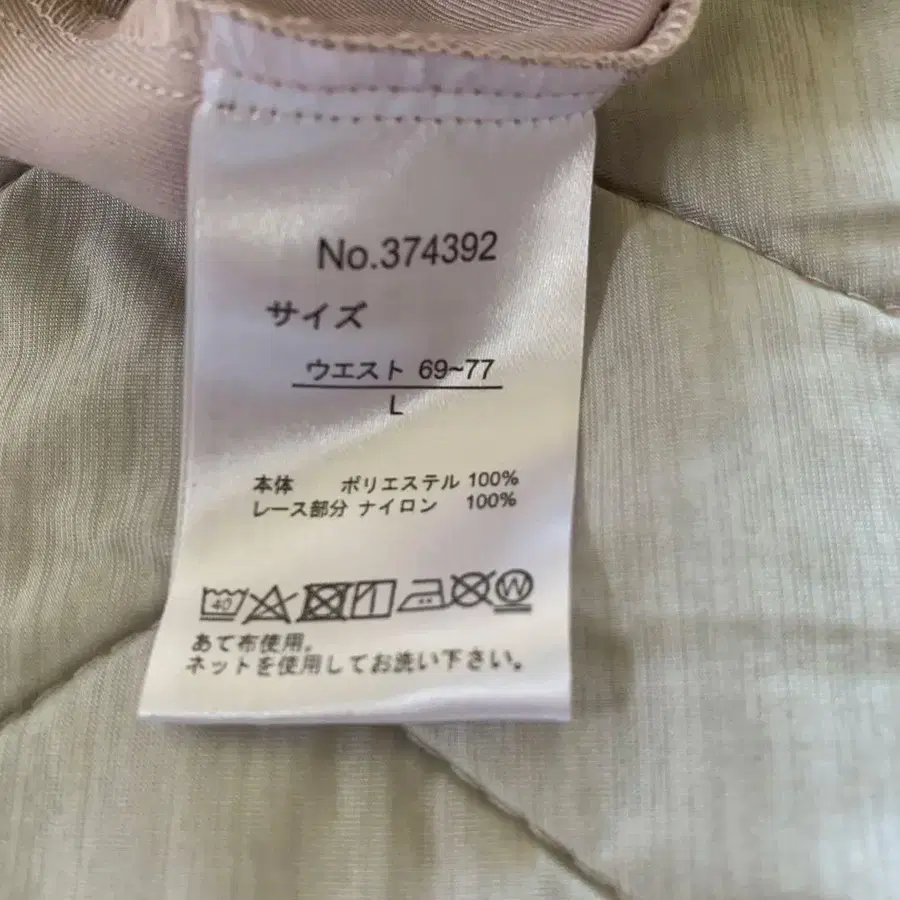 No.374392
サイズ
ウエスト 69~77
L
本体 ポリエステル 100%
レース部分 ナイロン 100%
40 W
あて布使用。
ネットを使用してお洗い下さい。